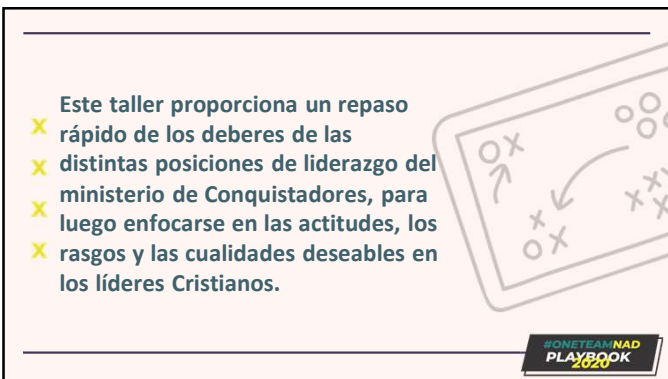 Este taller proporciona un repaso
rápido de los deberes de las
distintas posiciones de liderazgo del
ministerio de Conquistadores, para
luego enfocarse en las actitudes, los
rasgos y las cualidades deseables en
los líderes Cristianos.
#ONETEAMNAD
PLAYBOOK
2020